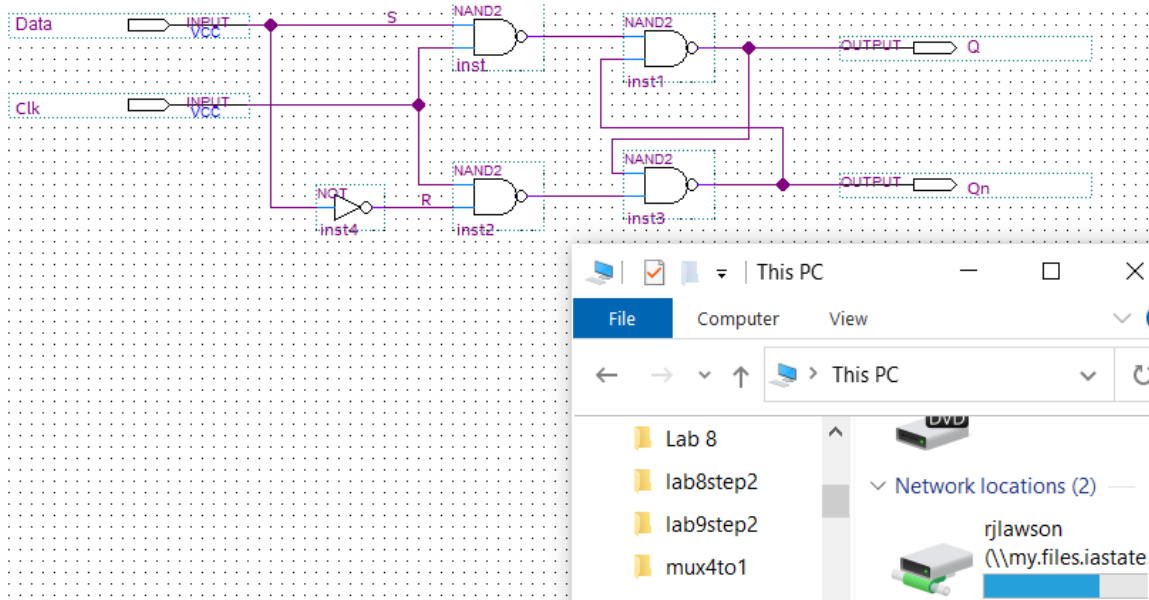 Data
INPUT
VCC
S
NAND2
inst
NAND2
inst1
OUTPUT
Q
Clk
INPUT
VCC
NOT
inst4
R
NAND2
inst2
NAND2
inst3
OUTPUT
Qn
This PC
File
Computer
View
This PC
Lab 8
lab8step2
lab9step2
mux4to1
DVD
Network locations (2)
rjlawson
(\\my.files.iastate